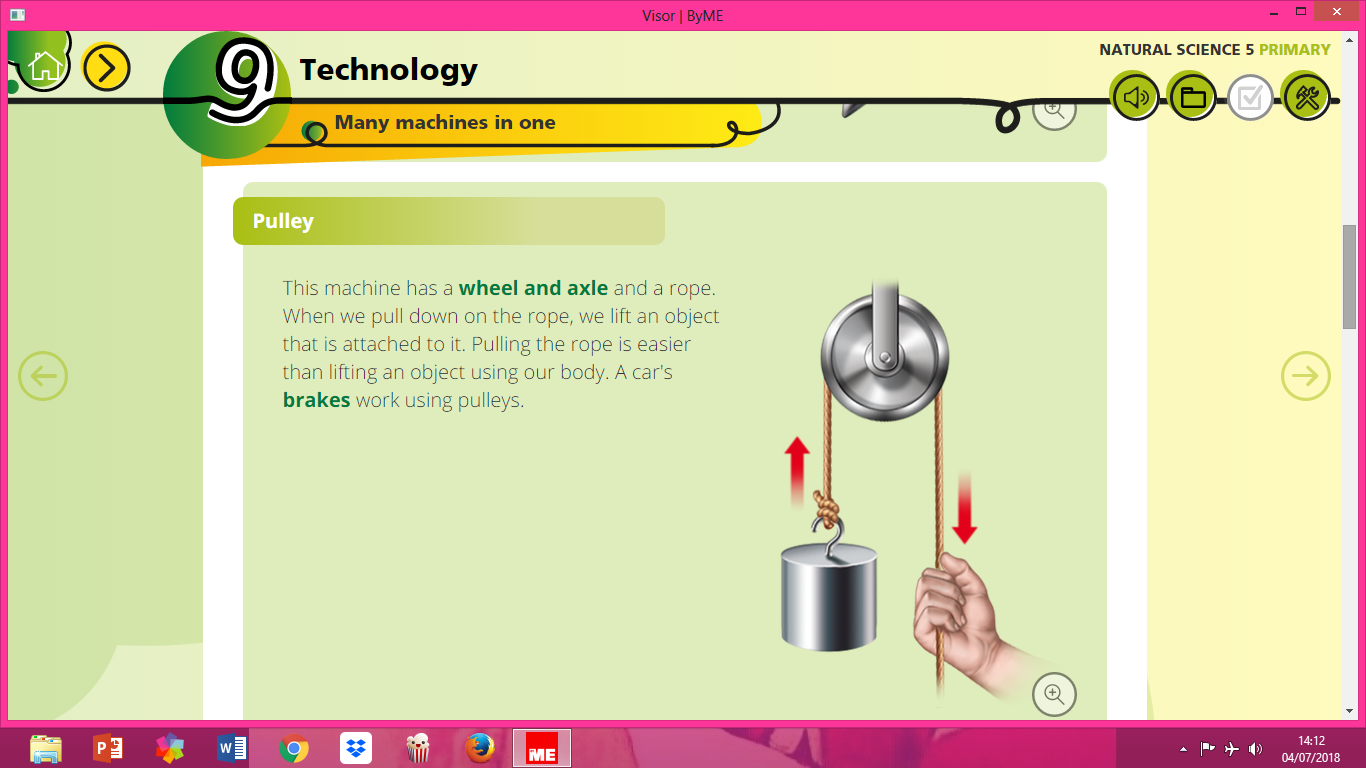 Visor | ByME
NATURAL SCIENCE 5 PRIMARY
9
Technology
Many machines in one
Pulley
This machine has a wheel and axle and a rope.
When we pull down on the rope, we lift an object
that is attached to it. Pulling the rope is easier
than lifting an object using our body. A car's
brakes work using pulleys.
ME
14:12
04/07/2018